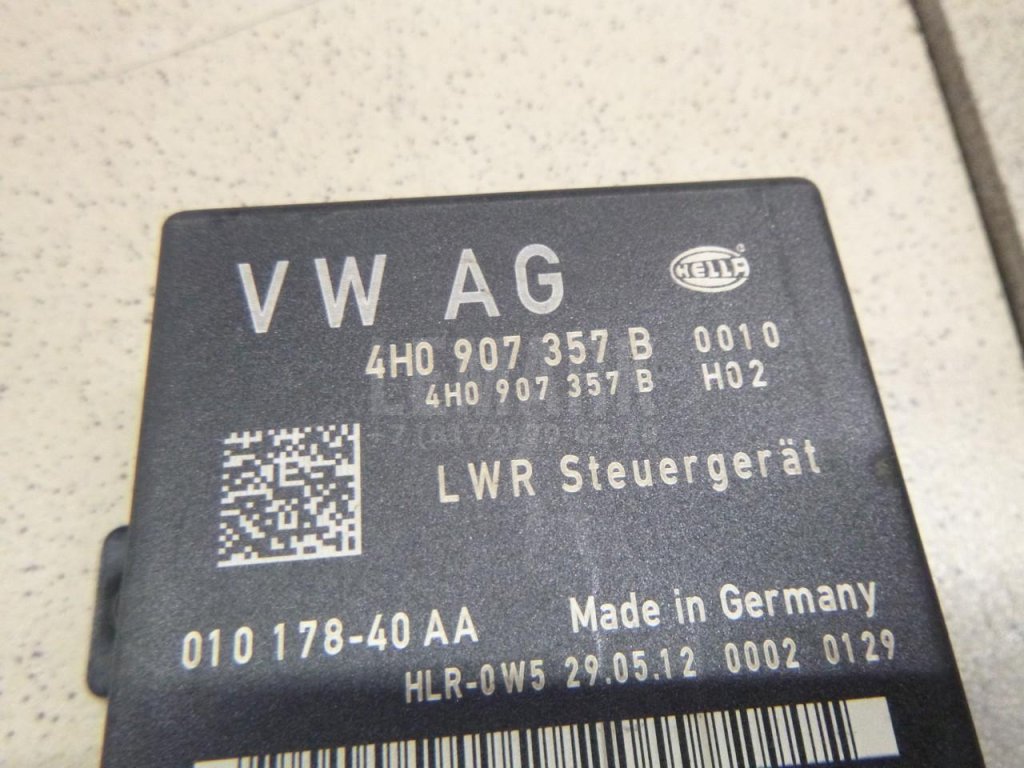 VW AG
HELLA
4H0 907 357 B 0010
4H0 907 357 B H02
LWR Steuergerät
010 178-40 AA
Made in Germany
HLR-0W5 29.05.12 0002 0129